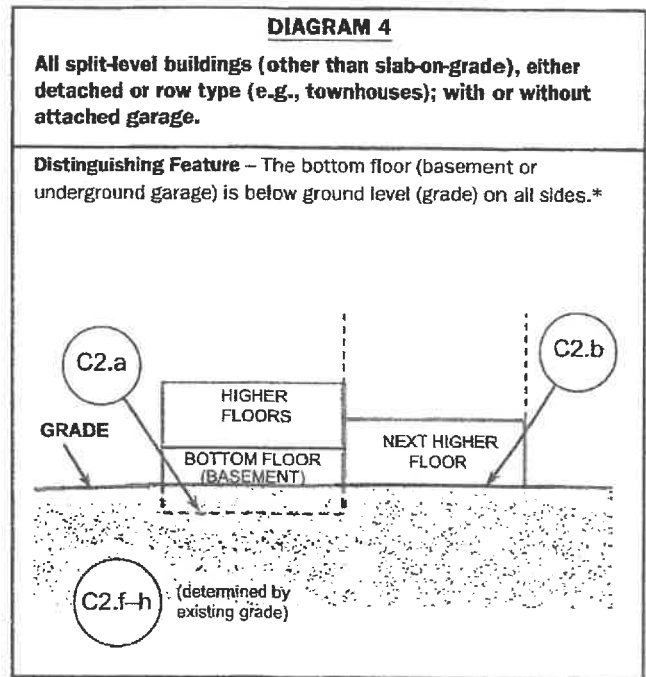 DIAGRAM 4
All split-level buildings (other than slab-on-grade), either
detached or row type (e.g., townhouses); with or without
attached garage.
Distinguishing Feature – The bottom floor (basement or
underground garage) is below ground level (grade) on all sides.*
C2.a
C2.b
HIGHER
FLOORS
GRADE
BOTTOM FLOOR
(BASEMENT)
NEXT HIGHER
FLOOR
C2.f–h
(determined by
existing grade)